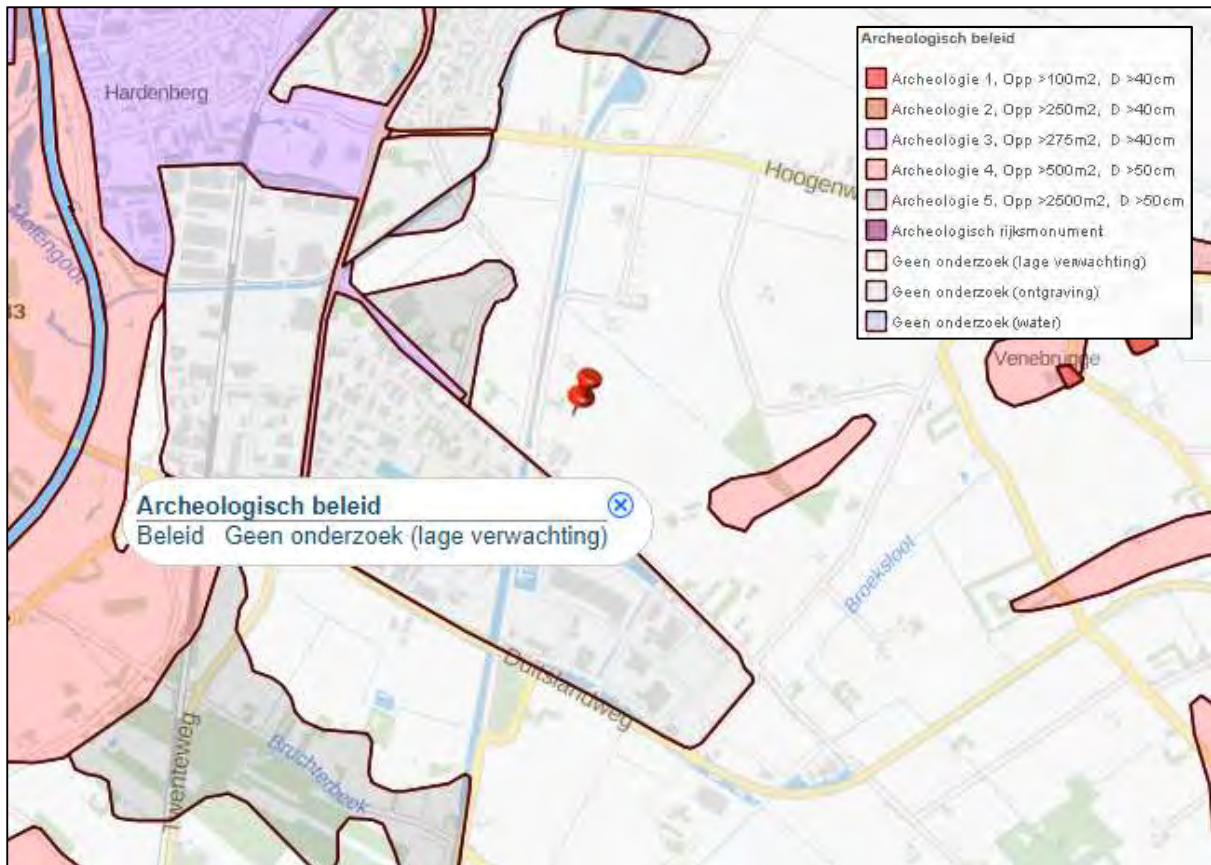 Archeologisch beleid
Archeologie 1, Opp >100m2, D >40cm
Archeologie 2, Opp >250m2, D >40cm
Archeologie 3, Opp >275m2, D >40cm
Archeologie 4, Opp >500m2, D >50cm
Archeologie 5, Opp >2500m2, D >50cm
Archeologisch rijksmonument
Geen onderzoek (lage verwachting)
Geen onderzoek (ontgraving)
Geen onderzoek (water)
Hardenberg
Hoogenw
Molengoot
33
Venebrugge
Archeologisch beleid
Beleid Geen onderzoek (lage verwachting)
Broeksloot
Duitslandweg
Twenteweg
Bruchterbeek